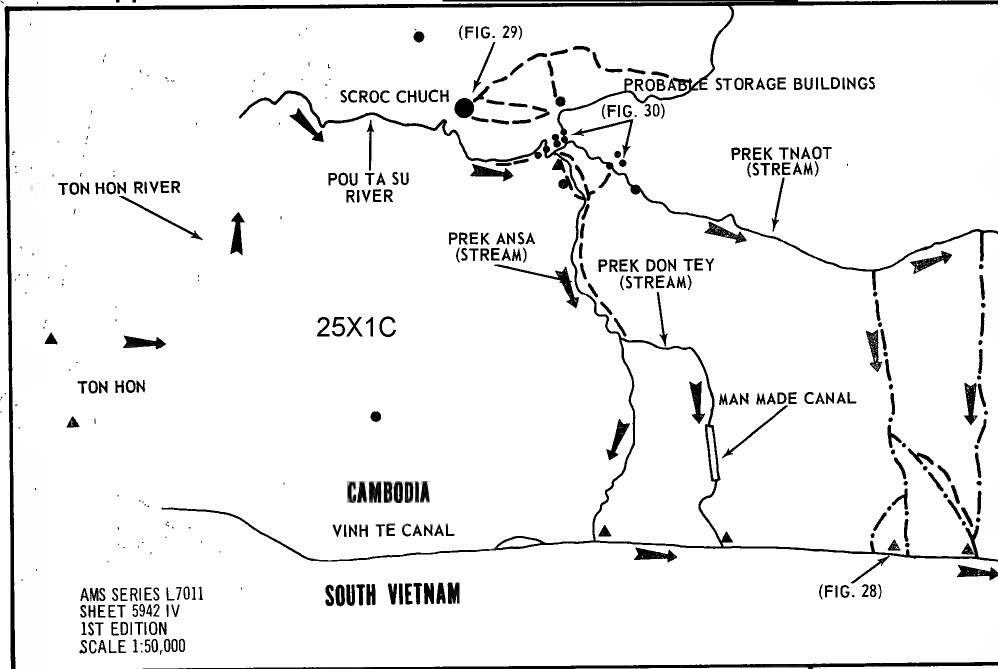 (FIG. 29)
PROBABLE STORAGE BUILDINGS
SCROC CHUCH
(FIG. 30)
PREK TNAOT
(STREAM)
TON HON RIVER
POU TA SU
RIVER
PREK ANSA
(STREAM)
PREK DON TEY
(STREAM)
25X1C
TON HON
MAN MADE CANAL
CAMBODIA
VINH TE CANAL
SOUTH VIETNAM
(FIG. 28)
AMS SERIES L7011
SHEET 5942 IV
1ST EDITION
SCALE 1:50,000